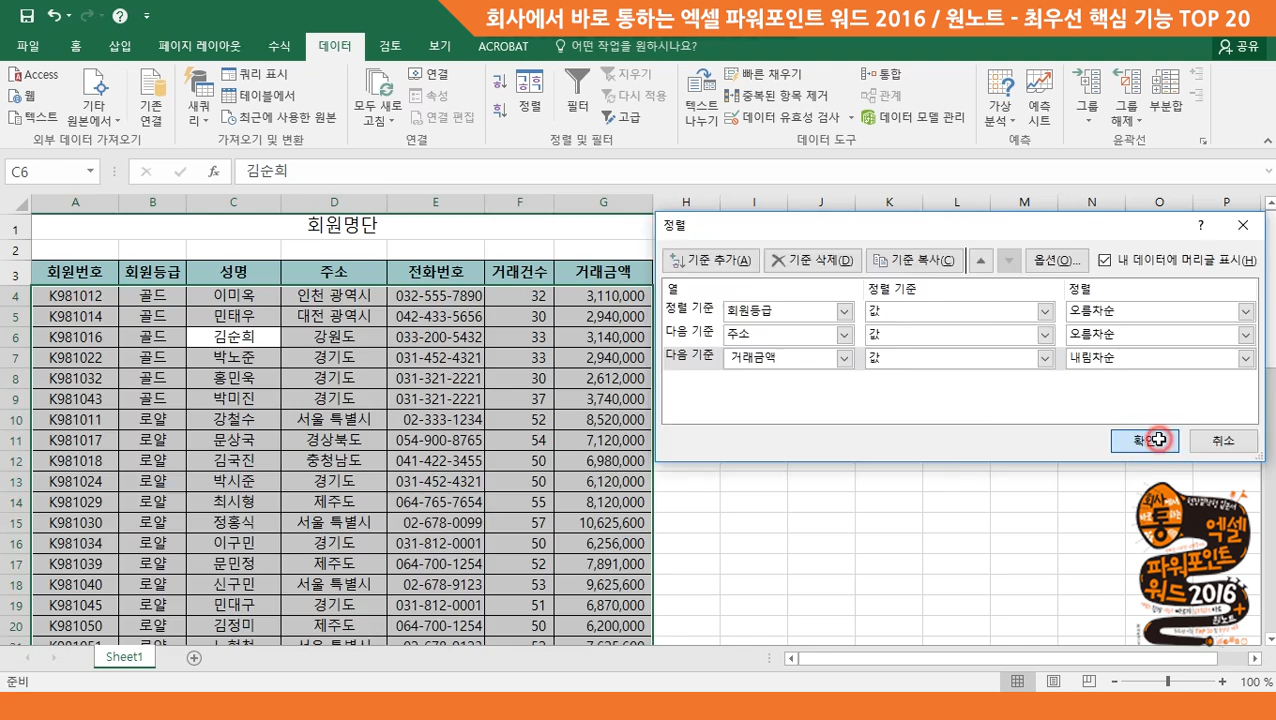 회사에서 바로 통하는 엑셀 파워포인트 워드 2016 / 원노트 - 최우선 핵심 기능 TOP 20
파일 홈 삽입 페이지 레이아웃 수식 데이터 검토 보기 ACROBAT 어떤 작업을 원하시나요? 공유
Access 웹 텍스트 기타 원본에서 기존 연결 새 쿼리 쿼리 표시 테이블에서 최근에 사용한 원본 모두 새로 고침 연결 속성 연결 편집 정렬 필터 지우기 다시 적용 고급 텍스트 나누기 빠른 채우기 중복된 항목 제거 데이터 유효성 검사 통합 관계 데이터 모델 관리 가상 분석 예측 시트 그룹 그룹 해제 부분합
외부 데이터 가져오기 가져오기 및 변환 연결 정렬 및 필터 데이터 도구 예측 윤곽선
C6 fx 김순희
A B C D E F G H I J K L M N O P
1 회원명단
2
3 회원번호 회원등급 성명 주소 전화번호 거래건수 거래금액
4 K981012 골드 이미옥 인천 광역시 032-555-7890 32 3,110,000
5 K981014 골드 민태우 대전 광역시 042-433-5656 30 2,940,000
6 K981016 골드 김순희 강원도 033-200-5432 33 3,140,000
7 K981022 골드 박노준 경기도 031-452-4321 33 2,940,000
8 K981032 골드 홍민욱 경기도 031-321-2221 30 2,612,000
9 K981043 골드 박미진 경기도 031-321-2221 37 3,740,000
10 K981011 로얄 강철수 서울 특별시 02-333-1234 52 8,520,000
11 K981017 로얄 문상국 경상북도 054-900-8765 54 7,120,000
12 K981018 로얄 김국진 충청남도 041-422-3455 50 6,980,000
13 K981024 로얄 박시준 경기도 031-452-4321 50 6,120,000
14 K981029 로얄 최시형 제주도 064-765-7654 55 8,120,000
15 K981030 로얄 정홍식 서울 특별시 02-678-0099 57 10,625,600
16 K981034 로얄 이구민 경기도 031-812-0001 50 6,256,000
17 K981039 로얄 문민정 제주도 064-700-1254 52 7,891,000
18 K981040 로얄 신구민 서울 특별시 02-678-9123 53 9,625,600
19 K981045 로얄 민대구 경기도 031-812-0001 51 6,870,000
20 K981050 로얄 김정미 제주도 064-700-1254 50 6,200,000
정렬 ?
기준 추가(A) 기준 삭제(D) 기준 복사(C) 옵션(O)... 내 데이터에 머리글 표시(H)
열 정렬 기준 정렬
정렬 기준 회원등급 값 오름차순
다음 기준 주소 값 오름차순
다음 기준 거래금액 값 내림차순
취소
회사에서
바로 통하는
엑셀
파워포인트
워드 2016
Sheet1
준비 100 %